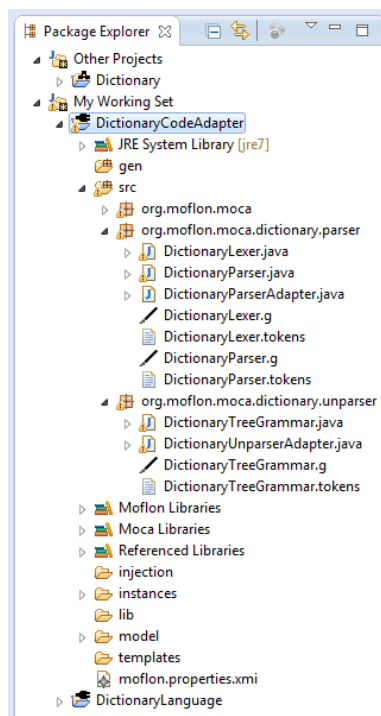 Package Explorer
Other Projects
Dictionary
My Working Set
DictionaryCodeAdapter
JRE System Library [jre7]
gen
src
org.moflon.moca
org.moflon.moca.dictionary.parser
DictionaryLexer.java
DictionaryParser.java
DictionaryParserAdapter.java
DictionaryLexer.g
DictionaryLexer.tokens
DictionaryParser.g
DictionaryParser.tokens
org.moflon.moca.dictionary.unparser
DictionaryTreeGrammar.java
DictionaryUnparserAdapter.java
DictionaryTreeGrammar.g
DictionaryTreeGrammar.tokens
Moflon Libraries
Moca Libraries
Referenced Libraries
injection
instances
lib
model
templates
moflon.properties.xmi
DictionaryLanguage